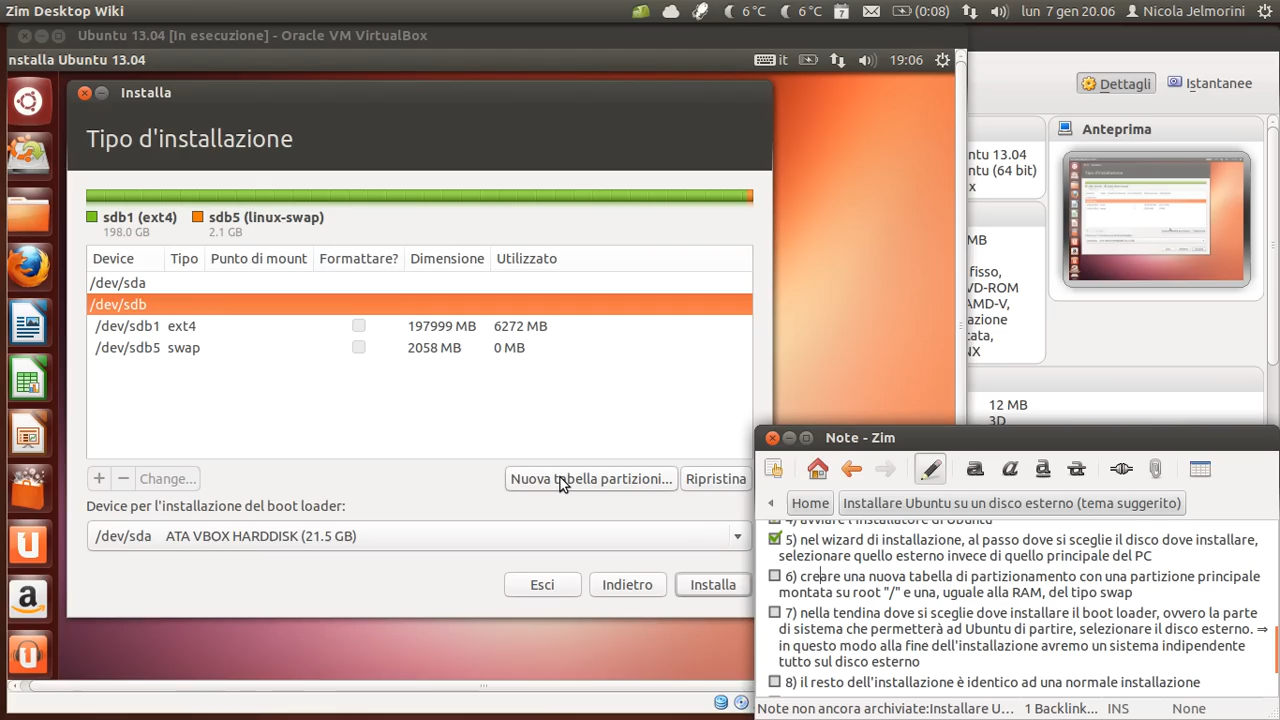 Zim Desktop Wiki
6 °C
6 °C
7
(0:08)
lun 7 gen 20.06
Nicola Jelmorini
Ubuntu 13.04 [In esecuzione] - Oracle VM VirtualBox
nstalla Ubuntu 13.04
it
19:06
Installa
Tipo d'installazione
sdb1 (ext4)
198.0 GB
sdb5 (linux-swap)
2.1 GB
Device Tipo Punto di mount Formattare? Dimensione Utilizzato
/dev/sda
/dev/sdb
/dev/sdb1 ext4 197999 MB 6272 MB
/dev/sdb5 swap 2058 MB 0 MB
+ − Change...
Nuova tabella partizioni...
Ripristina
Device per l'installazione del boot loader:
/dev/sda ATA VBOX HARDDISK (21.5 GB)
Esci
Indietro
Installa
Dettagli
Istantanee
Anteprima
ntu 13.04
ntu (64 bit)
x
MB
fisso,
VD-ROM
AMD-V,
azione
cata,
NX
12 MB
3D
Note - Zim
Home
Installare Ubuntu su un disco esterno (tema suggerito)
4) avviare l'installatore di Ubuntu
5) nel wizard di installazione, al passo dove si sceglie il disco dove installare,
selezionare quello esterno invece di quello principale del PC
6) creare una nuova tabella di partizionamento con una partizione principale
montata su root "/" e una, uguale alla RAM, del tipo swap
7) nella tendina dove si sceglie dove installare il boot loader, ovvero la parte
di sistema che permetterà ad Ubuntu di partire, selezionare il disco esterno. ⇒
in questo modo alla fine dell'installazione avremo un sistema indipendente
tutto sul disco esterno
8) il resto dell'installazione è identico ad una normale installazione
Note non ancora archiviate:Installare U...
1 Backlink...
INS
None